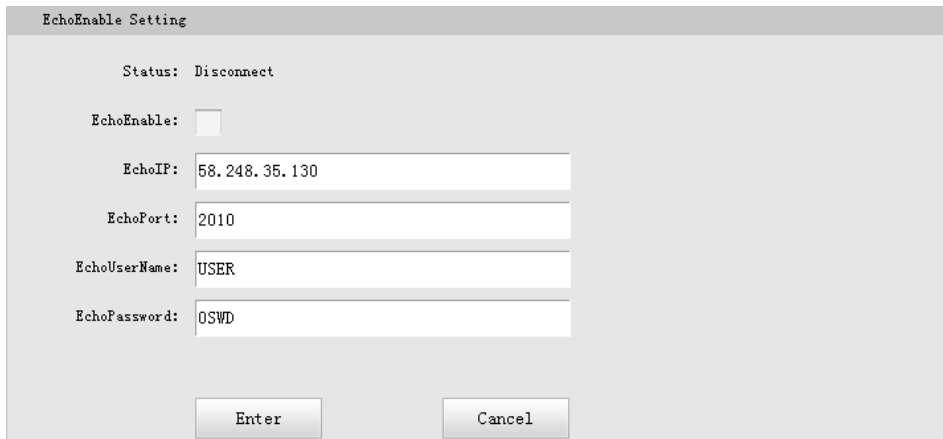 EchoEnable Setting
Status: Disconnect
EchoEnable:
EchoIP: 58.248.35.130
EchoPort: 2010
EchoUserName: USER
EchoPassword: OSWD
Enter Cancel